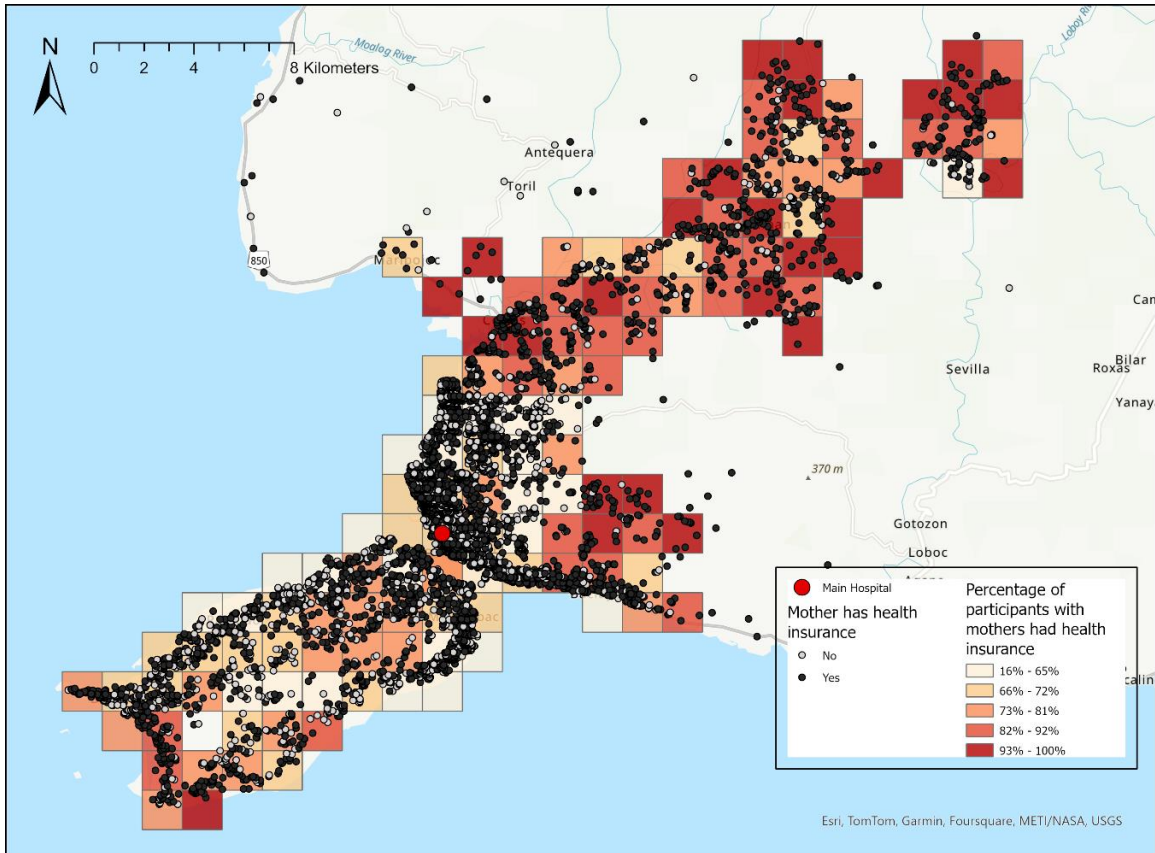 N
0 2 4 8 Kilometers
Moalog River
Loboy Riv
Antequera
Toril
850
Sevilla
Can
Bilar
Roxas
Yanaya
370 m
Gotozon
Loboc
Main Hospital
Mother has health
insurance
No
Yes
Percentage of
participants with
mothers had health
insurance
16% - 65%
66% - 72%
73% - 81%
82% - 92%
93% - 100%
Esri, TomTom, Garmin, Foursquare, METI/NASA, USGS